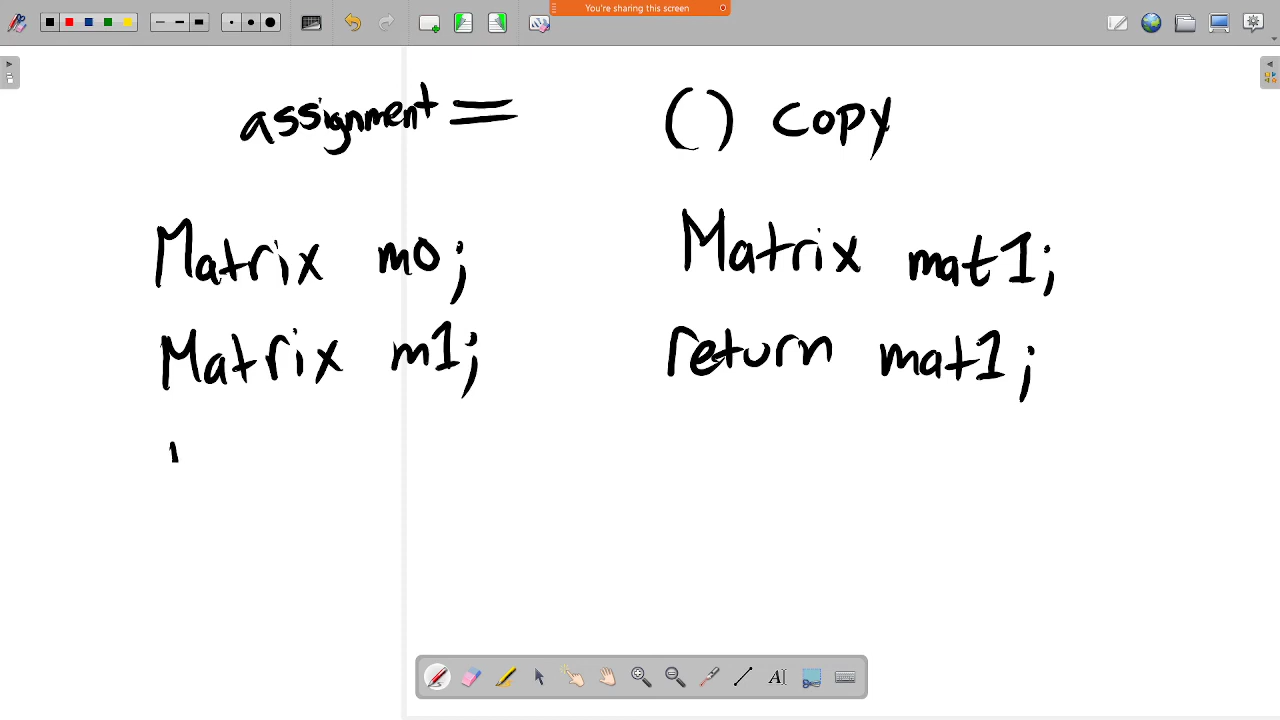 You're sharing this screen
assignment =
Matrix m0;
Matrix m1;
() copy
Matrix mat1;
return mat1;